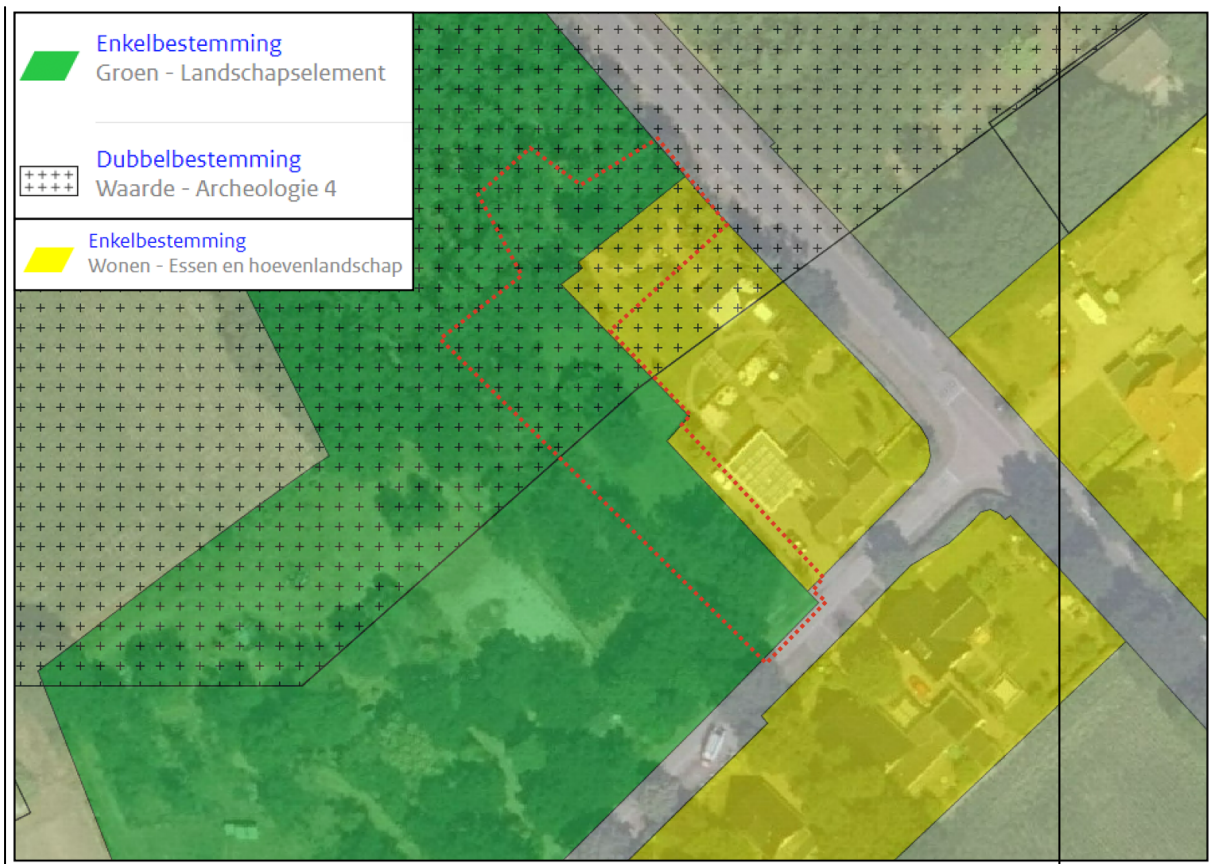 Enkelbestemming
Groen - Landschapselement
Dubbelbestemming
Waarde - Archeologie 4
Enkelbestemming
Wonen - Essen en hoevenlandschap